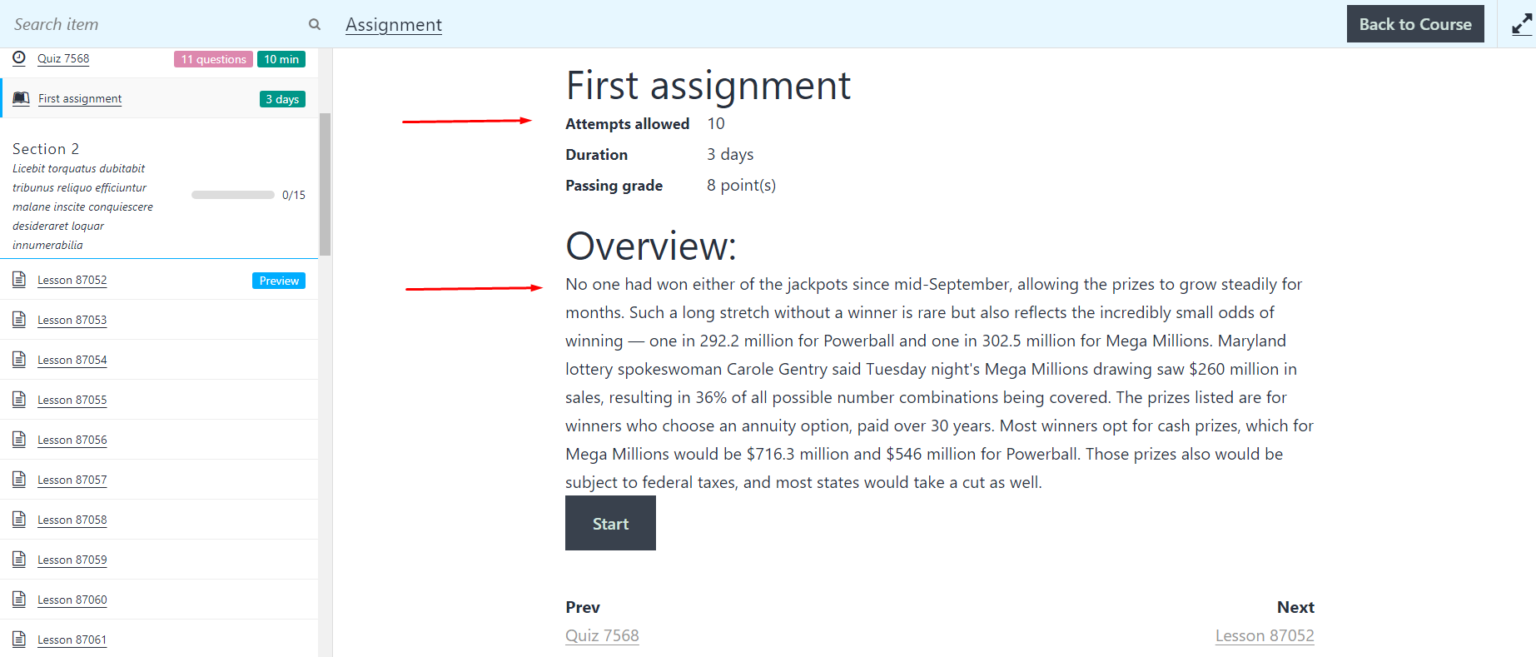 Search item
Assignment
Back to Course
Quiz 7568
11 questions
10 min
First assignment
3 days
Section 2
Licebit torquatus dubitabit
tribunus reliquo efficiuntur
malane inscite conquiescere
desideraret loquar
innumerabilia
0/15
Lesson 87052
Preview
Lesson 87053
Lesson 87054
Lesson 87055
Lesson 87056
Lesson 87057
Lesson 87058
Lesson 87059
Lesson 87060
Lesson 87061
First assignment
Attempts allowed 10
Duration 3 days
Passing grade 8 point(s)
Overview:
No one had won either of the jackpots since mid-September, allowing the prizes to grow steadily for
months. Such a long stretch without a winner is rare but also reflects the incredibly small odds of
winning — one in 292.2 million for Powerball and one in 302.5 million for Mega Millions. Maryland
lottery spokeswoman Carole Gentry said Tuesday night's Mega Millions drawing saw $260 million in
sales, resulting in 36% of all possible number combinations being covered. The prizes listed are for
winners who choose an annuity option, paid over 30 years. Most winners opt for cash prizes, which for
Mega Millions would be $716.3 million and $546 million for Powerball. Those prizes also would be
subject to federal taxes, and most states would take a cut as well.
Start
Prev
Next
Quiz 7568
Lesson 87052